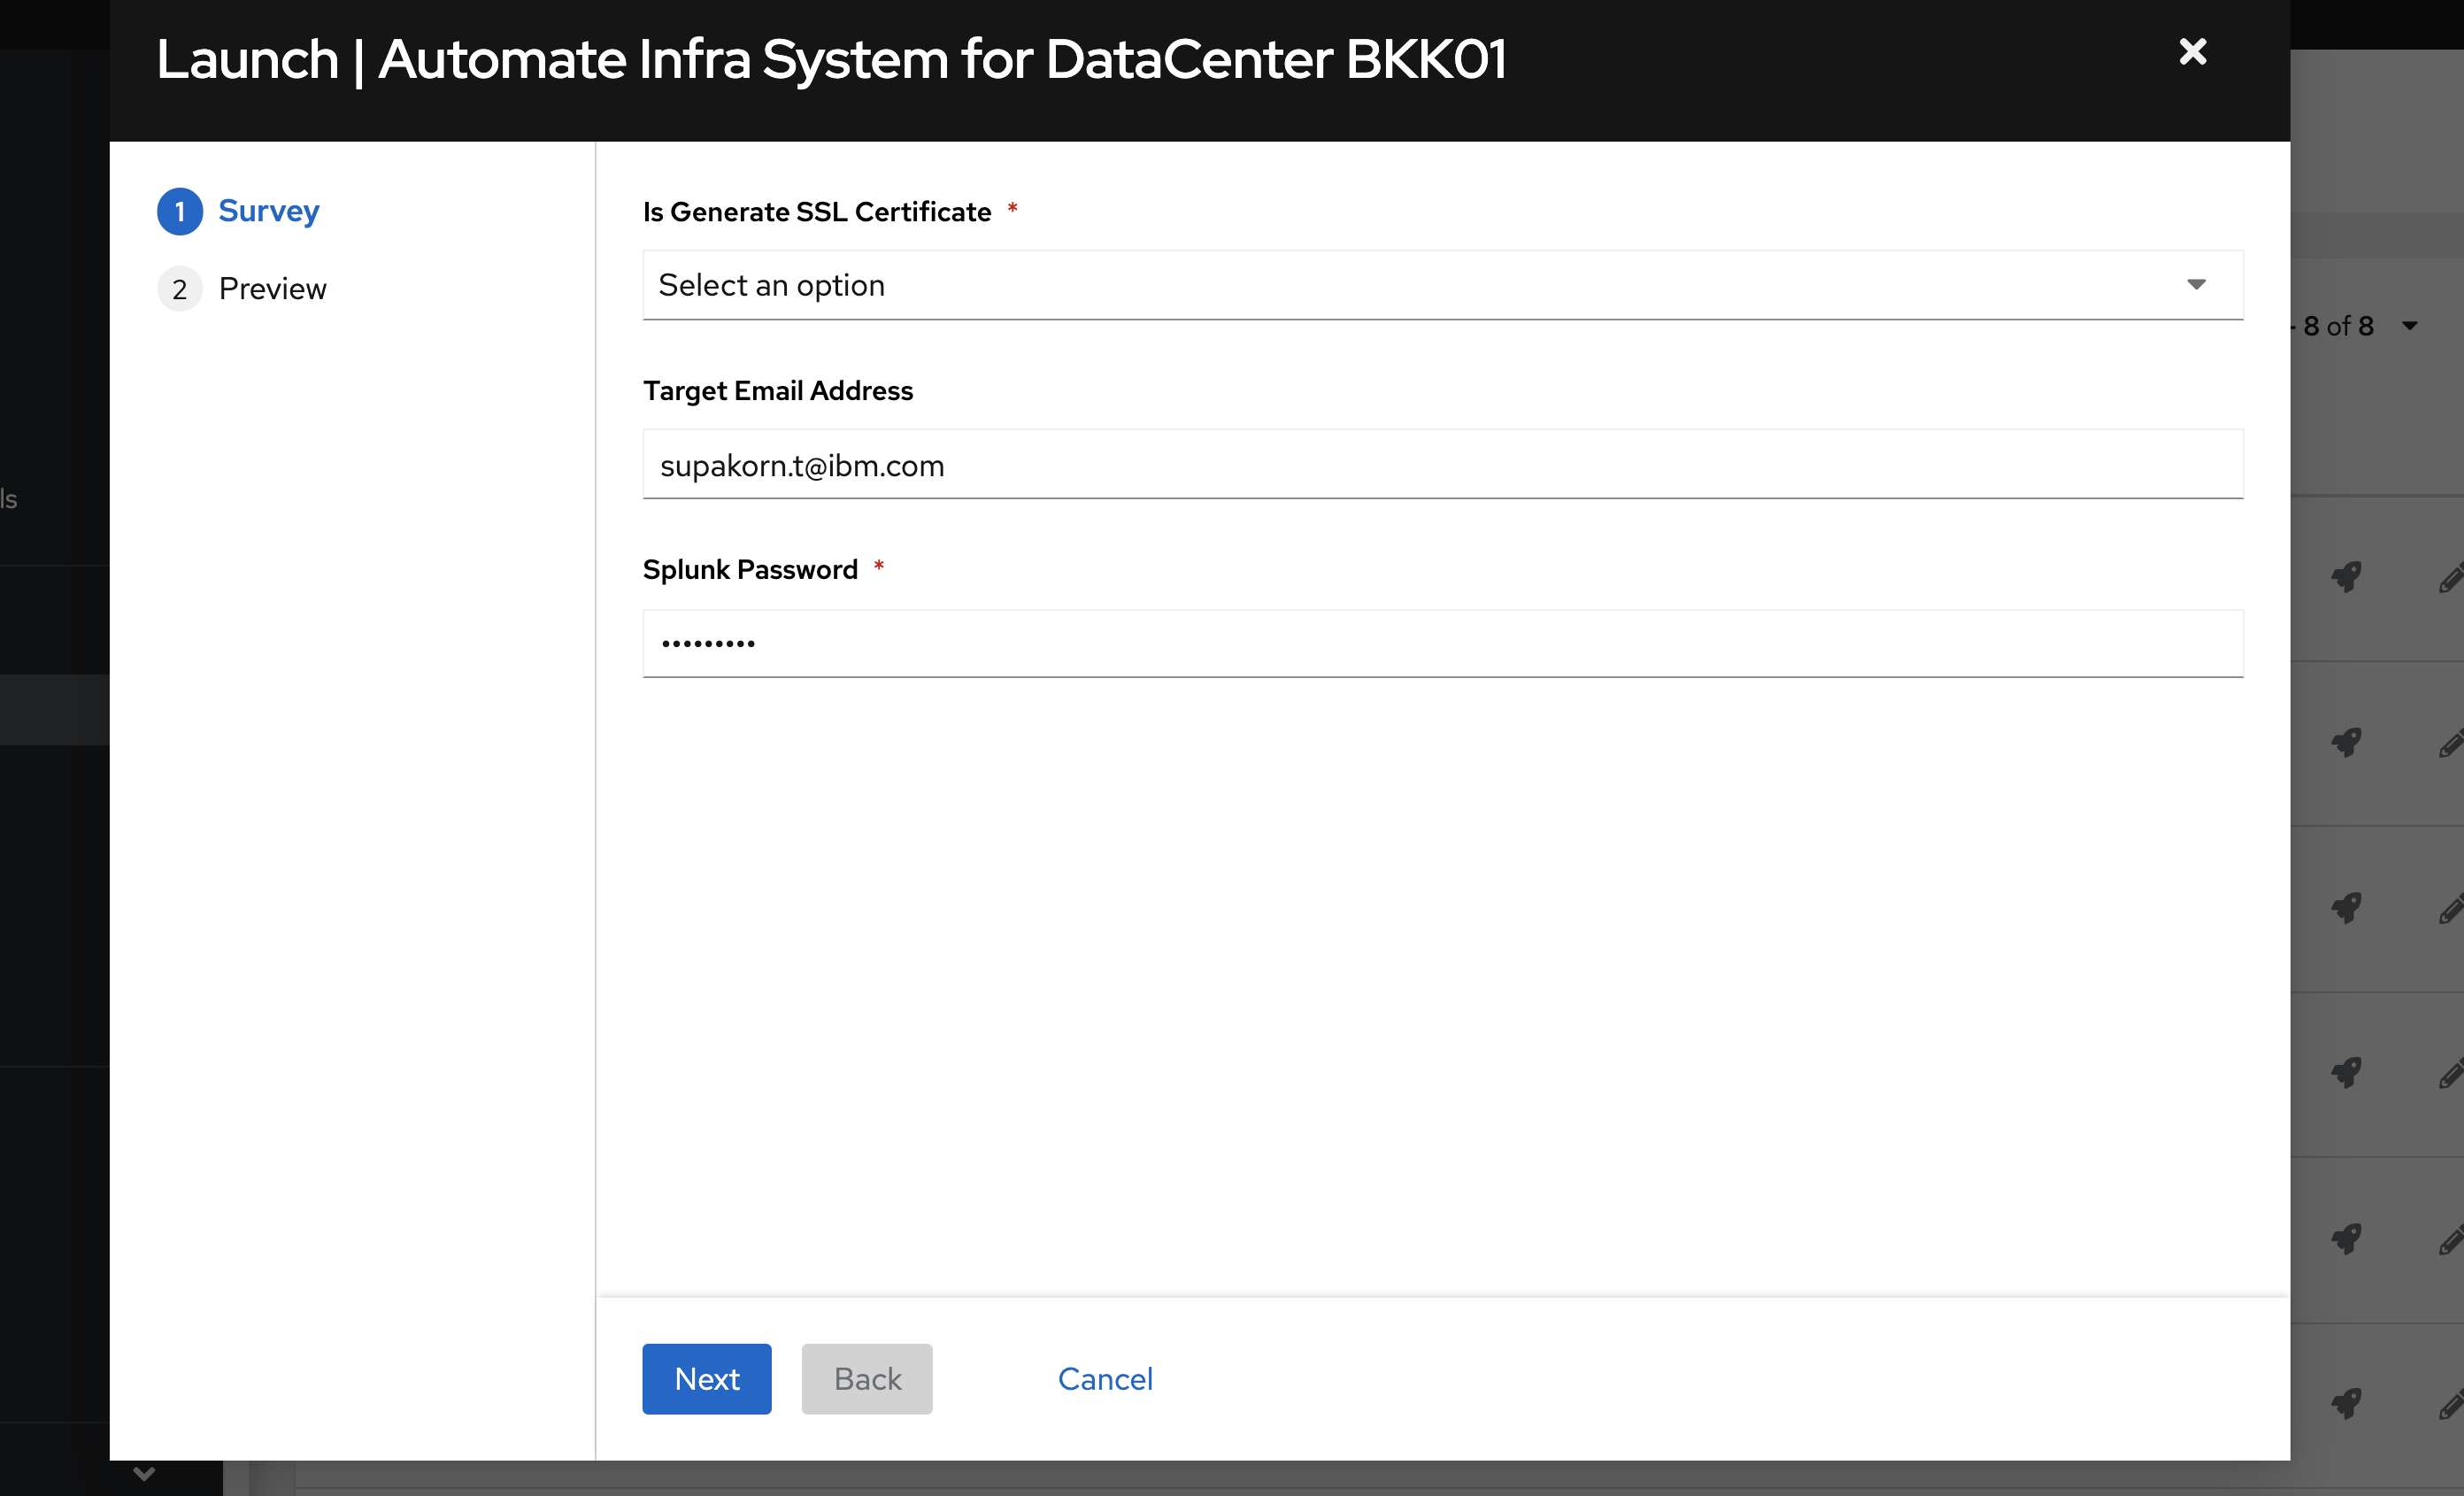 Launch | Automate Infra System for DataCenter BKK01
1 Survey
2 Preview
Is Generate SSL Certificate *
Select an option
Target Email Address
supakorn.t@ibm.com
Splunk Password *
•••••••••
Next Back Cancel
ls
- 8 of 8